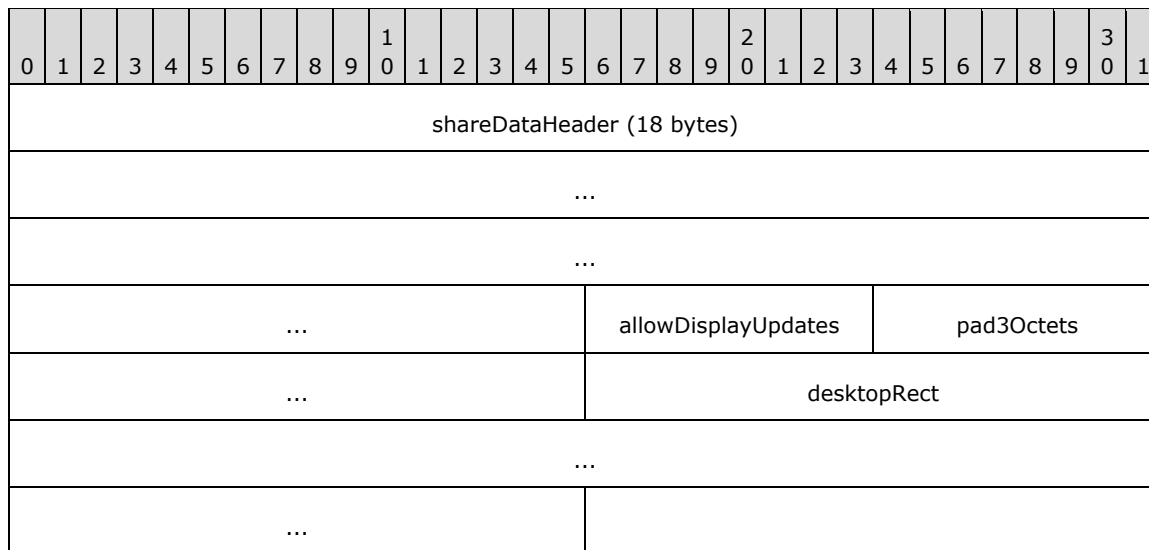 1 2 3
0 1 2 3 4 5 6 7 8 9 0 1 2 3 4 5 6 7 8 9 0 1 2 3 4 5 6 7 8 9 0 1
shareDataHeader (18 bytes)
...
...
... allowDisplayUpdates pad3Octets
... desktopRect
...
...